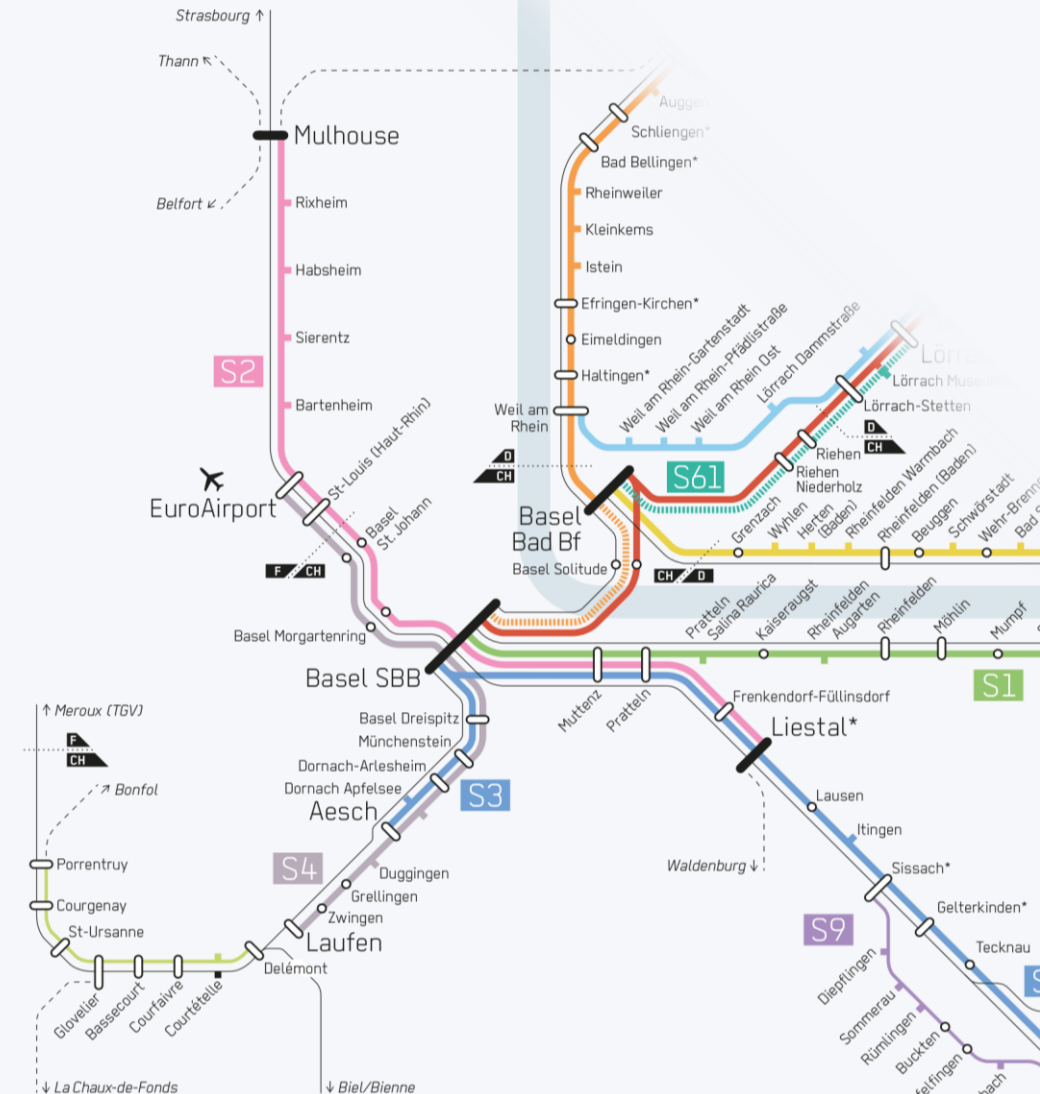 Strasbourg ↑
Thann ↖
Mulhouse
Belfort ↙
Rixheim
Habsheim
Sierentz
S2
Bartenheim
St-Louis (Haut-Rhin)
EuroAirport
Basel
St. Johann
F CH
Basel Morgartenring
Basel SBB
Auggen
Schliengen*
Bad Bellingen*
Rheinweiler
Kleinkems
Istein
Efringen-Kirchen*
Eimeldingen
Haltingen*
Weil am
Rhein
D
CH
Weil am Rhein-Gartenstadt
Weil am Rhein-Pfädlistraße
Weil am Rhein Ost
Lörrach Dammstraße
Lörrach-Stetten
D
CH
Riehen
Riehen
Niederholz
S61
Basel
Bad Bf
Basel Solitude
CH D
Grenzach
Wyhlen
Herten
(Baden)
Rheinfelden Warmbach
Rheinfelden (Baden)
Beuggen
Schwörstadt
Pratteln
Salina Raurica
Kaiseraugst
Rheinfelden
Augarten
Rheinfelden
Möhlin
Mumpf
S1
Muttenz
Pratteln
Frenkendorf-Füllinsdorf
Liestal*
Lausen
Itingen
Waldenburg ↓
Sissach*
Gelterkinden*
Tecknau
S9
Diepflingen
Sommerau
Rümlingen
Buckten
Basel Dreispitz
Münchenstein
Dornach-Arlesheim
Dornach Apfelsee
S3
Aesch
S4
Duggingen
Grellingen
Zwingen
Laufen
↑ Meroux (TGV)
F
CH
↗ Bonfol
Porrentruy
Courgenay
St-Ursanne
Glovelier
Bassecourt
Courfaivre
Courtételle
Delémont
↓ La Chaux-de-Fonds
↓ Biel/Bienne